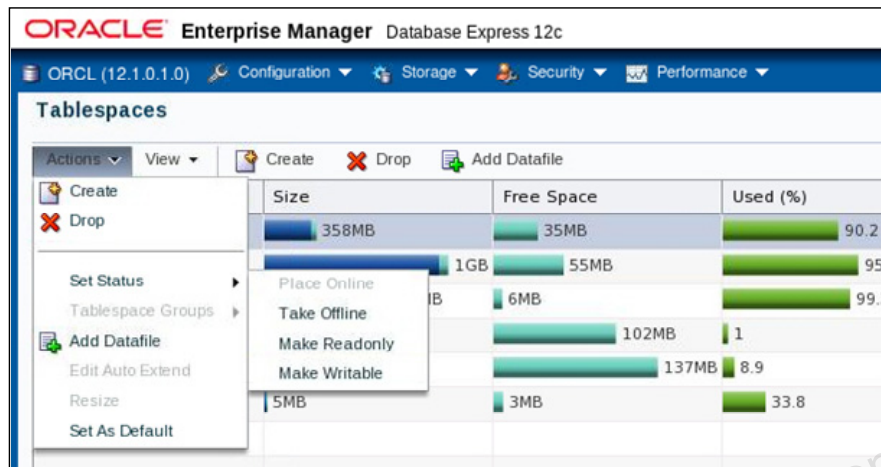 ORACLE Enterprise Manager Database Express 12c
ORCL (12.1.0.1.0) Configuration Storage Security Performance
Tablespaces
Actions View Create Drop Add Datafile
Create Size Free Space Used (%)
Drop 358MB 35MB 90.2
1GB 55MB 95
Set Status Place Online 6MB 99.
Tablespace Groups Take Offline 102MB 1
Add Datafile Make Readonly
Edit Auto Extend Make Writable 137MB 8.9
Resize 5MB 3MB 33.8
Set As Default